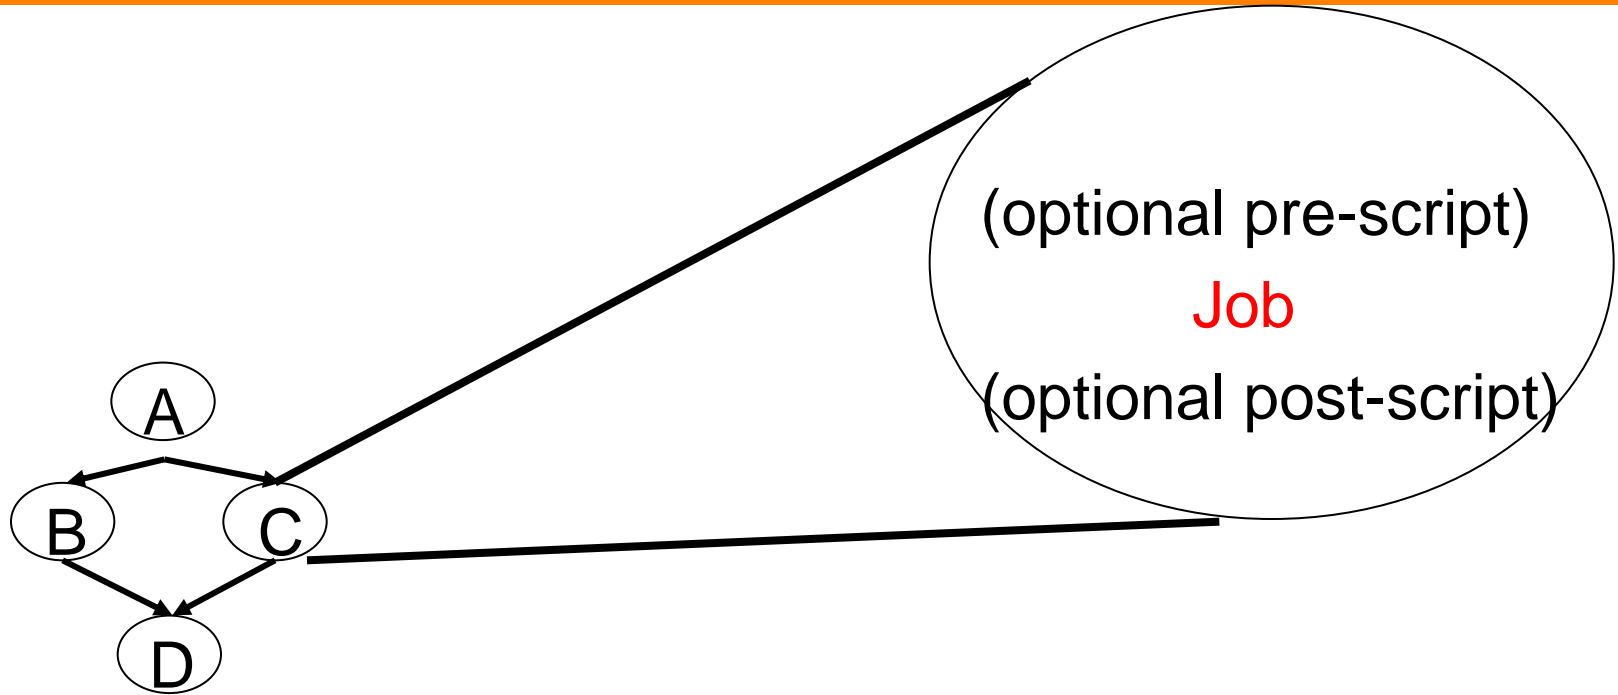 (optional pre-script)
Job
(optional post-script)
A
B C
D